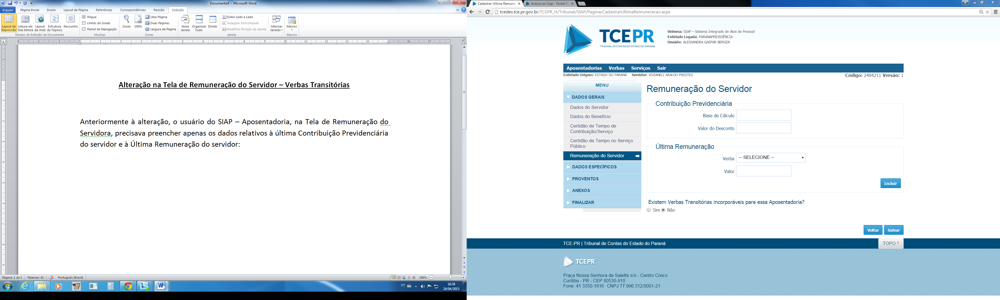 Documento4 - Microsoft Word
Arquivo Página Inicial Inserir Layout da Página Referências Correspondências Revisão Exibição
Layout de Impressão
Leitura em Tela Inteira
Layout da Web
Estrutura de Tópicos
Rascunho
Modos de Exibição de Documento
Régua
Linhas de Grade
Painel de Navegação
Mostrar
Zoom
100%
Uma Página
Duas Páginas
Largura da Página
Zoom
Nova Janela
Organizar Tudo
Dividir
Exibir Lado a Lado
Rolagem Sincronizada
Redefinir Posição da Janela
Alternar Janelas
Janela
Macros
Macros
Alteração na Tela de Remuneração do Servidor – Verbas Transitórias
Anteriormente à alteração, o usuário do SIAP – Aposentadoria, na Tela de Remuneração do
Servidora, precisava preencher apenas os dados relativos à última Contribuição Previdenciária
do servidor e à Última Remuneração do servidor:
Página: 1 de 1 Palavras: 41 Português (Brasil) 196%
PT 16:34
24/04/2015
Cadastrar Ultima Remuner Acesso ao Siap - Portal TC
tcedes.tce.pr.gov.br/TCEPR_H/Tribunal/SIAP/Pagina/CadastrarUltimaRemuneracao.aspx
TCEPR
TRIBUNAL DE CONTAS DO ESTADO DO PARANÁ
Sistema: SIAP – Sistema Integrado de Atos de Pessoal
Entidade Logada: PARANAPREVIDÊNCIA
Usuário: ALESSANDRA GASPAR BERGER
Aposentadorias Verbas Serviços Sair
Entidade Origem: ESTADO DO PARANÁ Servidor: VIVIANELI ARAUJO PRESTES
Código: 2404211 Versão: 1
MENU
DADOS GERAIS
Dados do Servidor
Dados do Benefício
Certidão de Tempo de
Contribuição/Serviço
Certidão de Tempo no Serviço
Público
Remuneração do Servidor
DADOS ESPECÍFICOS
PROVENTOS
ANEXOS
FINALIZAR
Remuneração do Servidor
Contribuição Previdenciária
Base de Cálculo
Valor do Desconto
Última Remuneração
Verba -- SELECIONE --
Valor
Incluir
Existem Verbas Transitórias incorporáveis para essa Aposentadoria?
Sim Não
Voltar Salvar
TCE-PR | Tribunal de Contas do Estado do Paraná
TOPO ^
TCEPR
Praça Nossa Senhora de Salette s/n - Centro Cívico
Curitiba - PR - CEP 80530-910
Fone: 41 3350-1616 CNPJ 77.996.312/0001-21